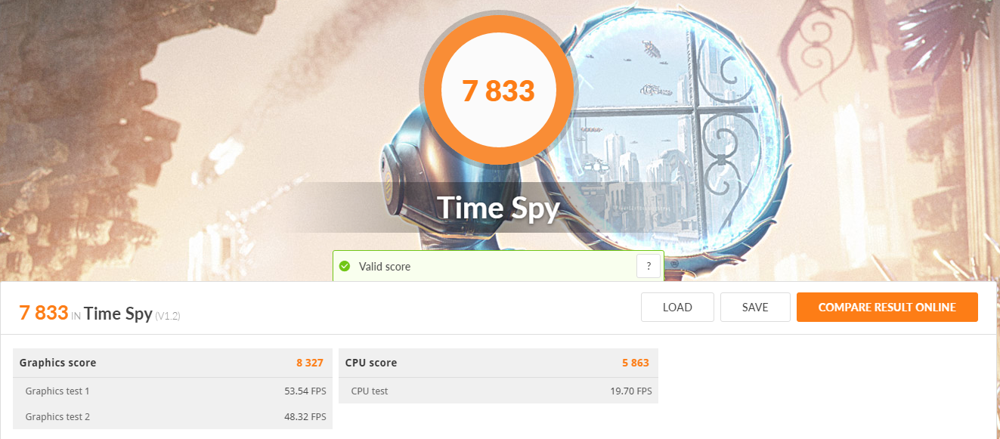 7 833
Time Spy
Valid score
?
7 833 IN Time Spy (V1.2)
LOAD
SAVE
COMPARE RESULT ONLINE
Graphics score 8 327
Graphics test 1 53.54 FPS
Graphics test 2 48.32 FPS
CPU score 5 863
CPU test 19.70 FPS